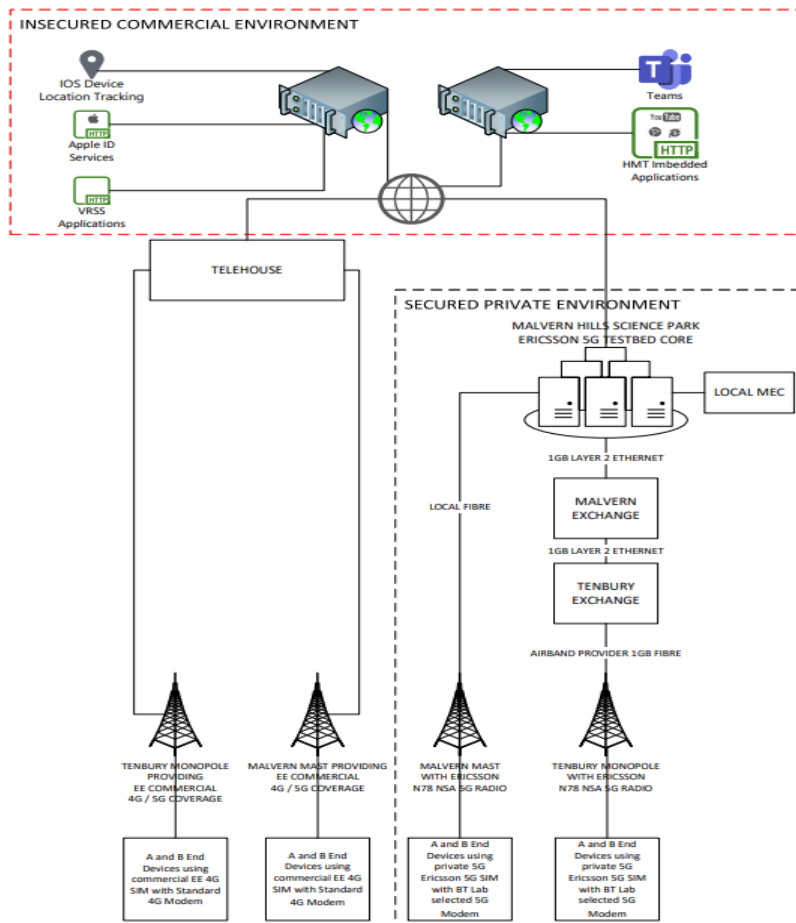 INSECURED COMMERCIAL ENVIRONMENT
IOS Device
Location Tracking
HTTP
Apple ID
Services
HTTP
VRSS
Applications
T
Teams
YouTube
HTTP
HMT Imbedded
Applications
TELEHOUSE
SECURED PRIVATE ENVIRONMENT
MALVERN HILLS SCIENCE PARK
ERICSSON 5G TESTBED CORE
LOCAL MEC
1GB LAYER 2 ETHERNET
LOCAL FIBRE
MALVERN
EXCHANGE
1GB LAYER 2 ETHERNET
TENBURY
EXCHANGE
AIRBAND PROVIDER 1GB FIBRE
TENBURY MONOPOLE
PROVIDING
EE COMMERCIAL
4G / 5G COVERAGE
MALVERN MAST PROVIDING
EE COMMERCIAL
4G / 5G COVERAGE
MALVERN MAST
WITH ERICSSON
N78 NSA 5G RADIO
TENBURY MONOPOLE
WITH ERICSSON
N78 NSA 5G RADIO
A and B End
Devices using
commercial EE 4G
SIM with Standard
4G Modem
A and B End
Devices using
commercial EE 4G
SIM with Standard
4G Modem
A and B End
Devices using
private 5G
Ericsson 5G SIM
with BT Lab
selected 5G
Modem
A and B End
Devices using
private 5G
Ericsson 5G SIM
with BT Lab
selected 5G
Modem